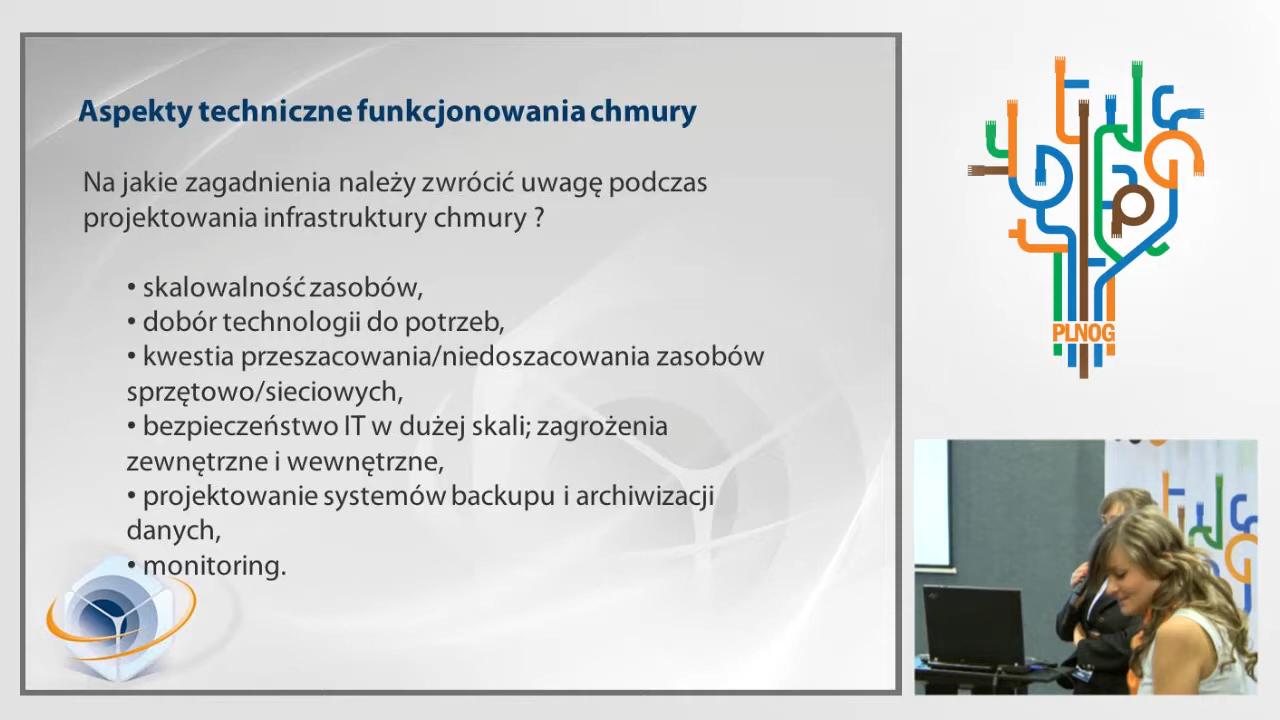 Aspekty techniczne funkcjonowania chmury
Na jakie zagadnienia należy zwrócić uwagę podczas
projektowania infrastruktury chmury ?
• skalowalność zasobów,
• dobór technologii do potrzeb,
• kwestia przeszacowania/niedoszacowania zasobów
sprzętowo/sieciowych,
• bezpieczeństwo IT w dużej skali; zagrożenia
zewnętrzne i wewnętrzne,
• projektowanie systemów backupu i archiwizacji
danych,
• monitoring.
PLNOG